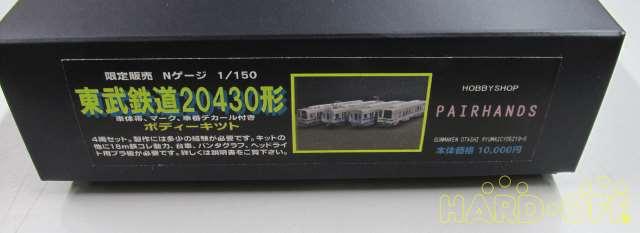 限定販売 Nゲージ 1/150
東武鉄道20430形
車体帯、マーク、車番デカール付き
ボディーキット
4両セット。製作には多少の経験が必要です。キットの
他に18m級コレ動力、台車、パンタグラフ、ヘッドライ
ト用プラ板が必要です。詳しくは説明書をご覧下さい。
HOBBYSHOP
PAIRHANDS
本体価格 10,000円
HARD-OFF